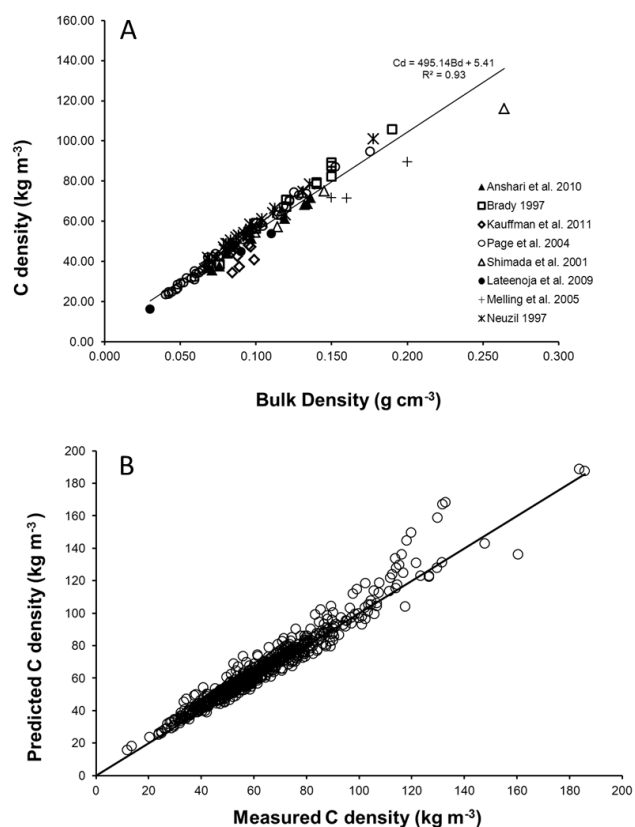 A
Cd = 495.14Bd + 5.41
R² = 0.93
160.00
140.00
120.00
100.00
80.00
60.00
40.00
20.00
0.00
C density (kg m⁻³)
Anshari et al. 2010
Brady 1997
Kauffman et al. 2011
Page et al. 2004
Shimada et al. 2001
Lateenoja et al. 2009
Melling et al. 2005
Neuzil 1997
0.000 0.050 0.100 0.150 0.200 0.250 0.300
Bulk Density (g cm⁻³)
B
200
180
160
140
120
100
80
60
40
20
0
Predicted C density (kg m⁻³)
0 20 40 60 80 100 120 140 160 180 200
Measured C density (kg m⁻³)